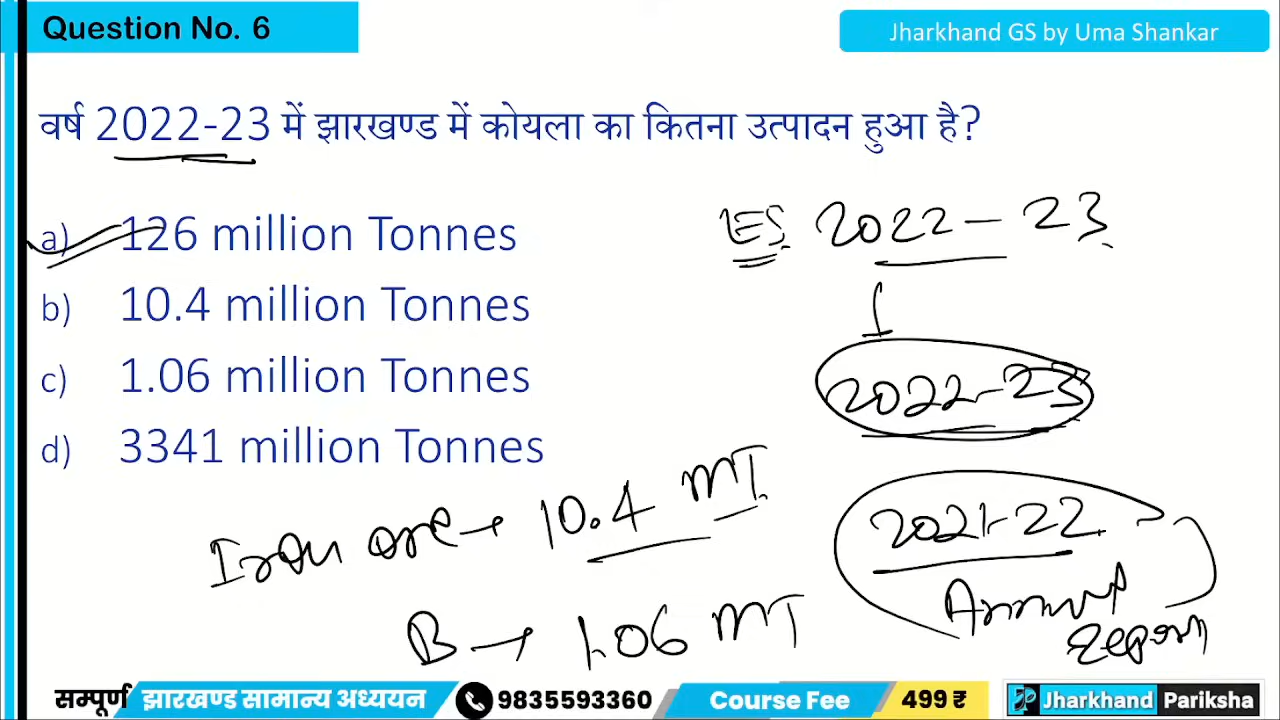 Question No. 6
Jharkhand GS by Uma Shankar
वर्ष 2022-23 में झारखण्ड में कोयला का कितना उत्पादन हुआ है?
a) 126 million Tonnes
b) 10.4 million Tonnes
c) 1.06 million Tonnes
d) 3341 million Tonnes
ES 2022-23
2022-23
2021-22
Annual
Report
Iron ore → 10.4 MT
B → 1.06 MT
सम्पूर्ण झारखण्ड सामान्य अध्ययन 9835593360 Course Fee 499 ₹ JP Jharkhand Pariksha